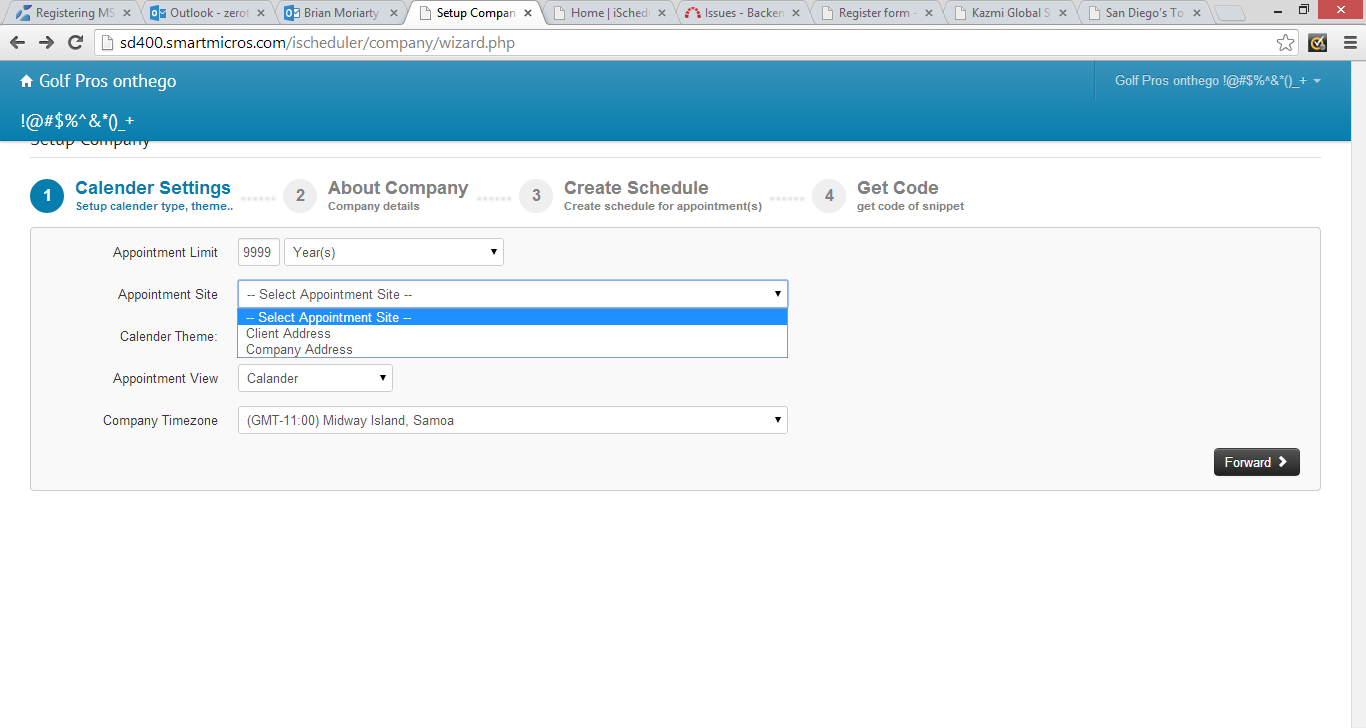 Registering MS
Outlook - zerot
Brian Moriarty
Setup Compan
Home | iSched
Issues - Backen
Register form -
Kazmi Global S
San Diego's To
sd400.smartmicros.com/ischeduler/company/wizard.php
Golf Pros onthego
!@#$%^&*()_+
Golf Pros onthego !@#$%^&*()_+
Setup Company
1 Calender Settings
Setup calender type, theme..
2 About Company
Company details
3 Create Schedule
Create schedule for appointment(s)
4 Get Code
get code of snippet
Appointment Limit 9999 Year(s)
Appointment Site -- Select Appointment Site --
-- Select Appointment Site --
Client Address
Company Address
Calender Theme:
Appointment View Calander
Company Timezone (GMT-11:00) Midway Island, Samoa
Forward